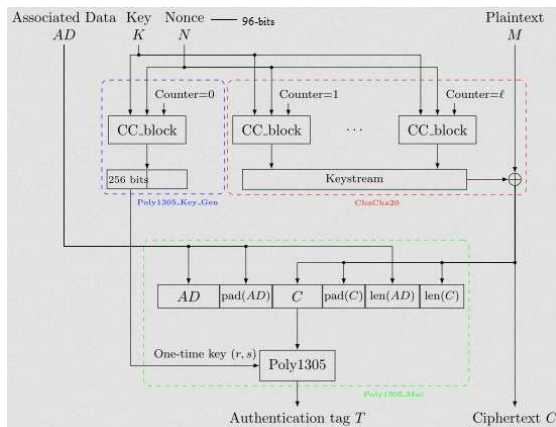 Associated Data Key Nonce 96-bits Plaintext
AD K N M
Counter=0 Counter=1 Counter=ℓ
CC_block CC_block ... CC_block
256 bits Keystream ⊕
Poly1305_Key_Gen ChaCha20
AD pad(AD) C pad(C) len(AD) len(C)
One-time key (r, s)
Poly1305
Poly1305_Mac
Authentication tag T Ciphertext C